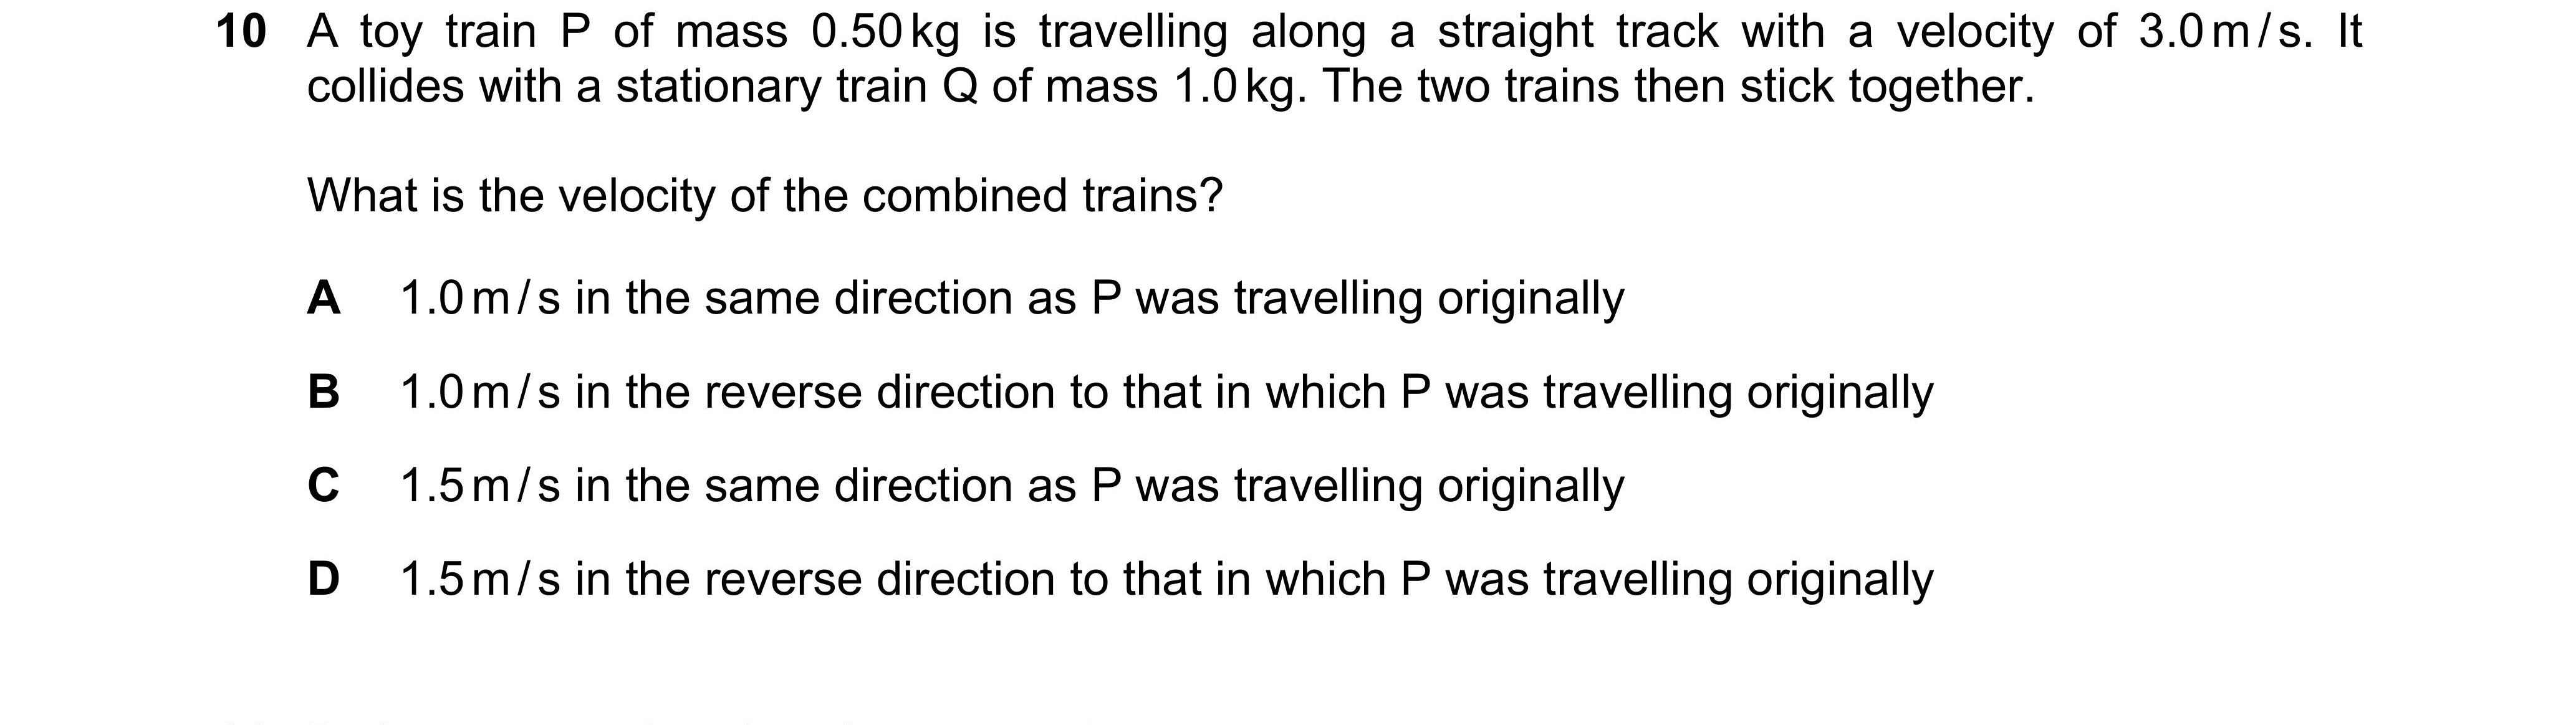 10 A toy train P of mass 0.50 kg is travelling along a straight track with a velocity of 3.0 m / s. It
collides with a stationary train Q of mass 1.0 kg. The two trains then stick together.
What is the velocity of the combined trains?
A 1.0 m / s in the same direction as P was travelling originally
B 1.0 m / s in the reverse direction to that in which P was travelling originally
C 1.5 m / s in the same direction as P was travelling originally
D 1.5 m / s in the reverse direction to that in which P was travelling originally